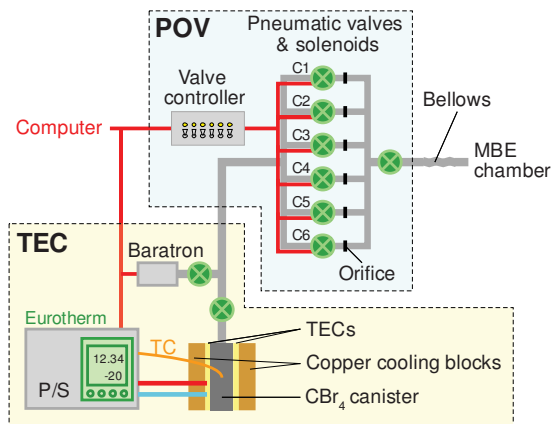 POV
Pneumatic valves
& solenoids
Valve
controller
C1
C2
C3
C4
C5
C6
Computer
Bellows
MBE
chamber
Orifice
TEC
Baratron
Eurotherm
TC
12.34
-20
P/S
TECs
Copper cooling blocks
CBr₄ canister